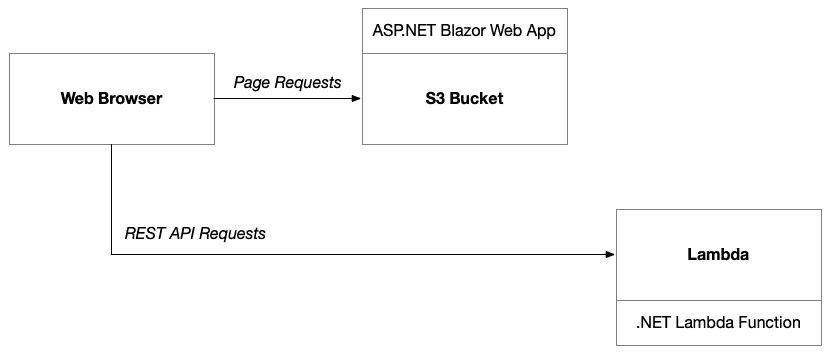 ASP.NET Blazor Web App
Web Browser
Page Requests
S3 Bucket
REST API Requests
Lambda
.NET Lambda Function